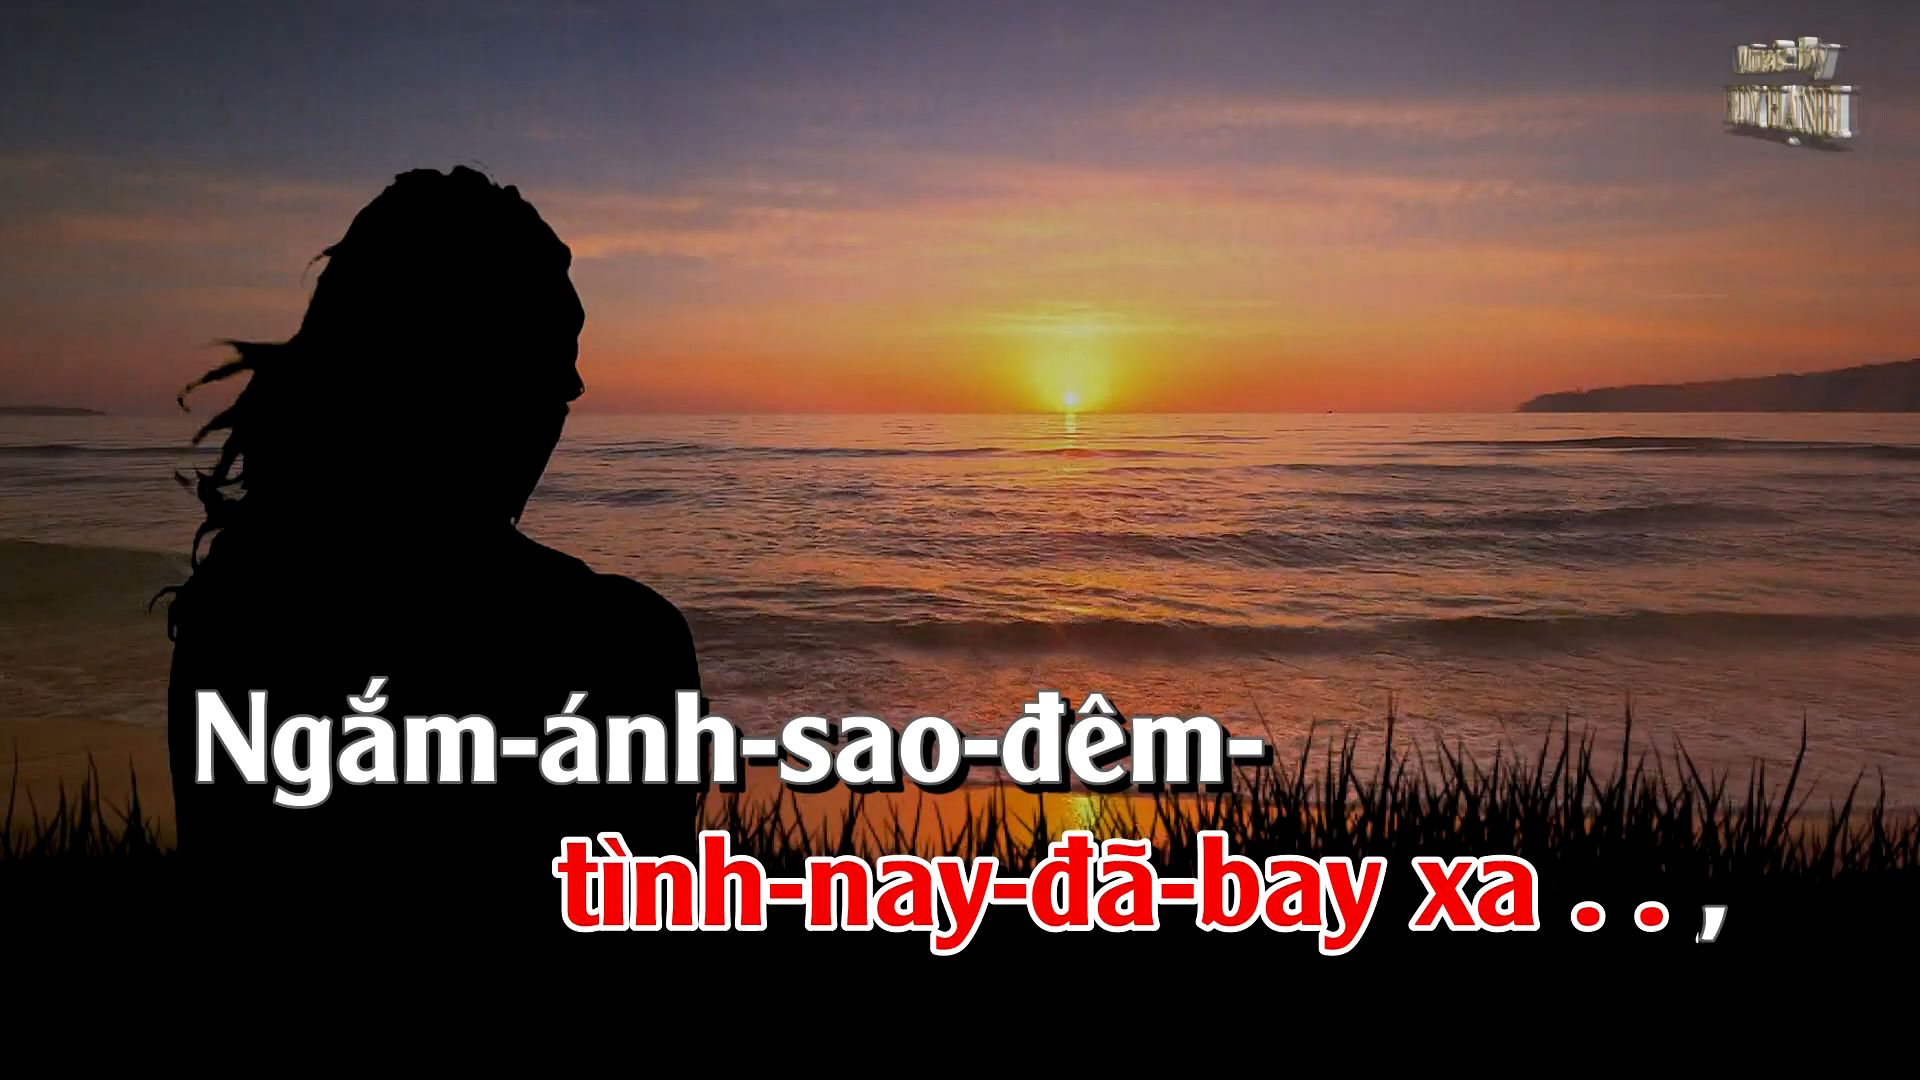 Ngắm-ánh-sao-đêm-
tình-nay-đã-bay xa . . ,